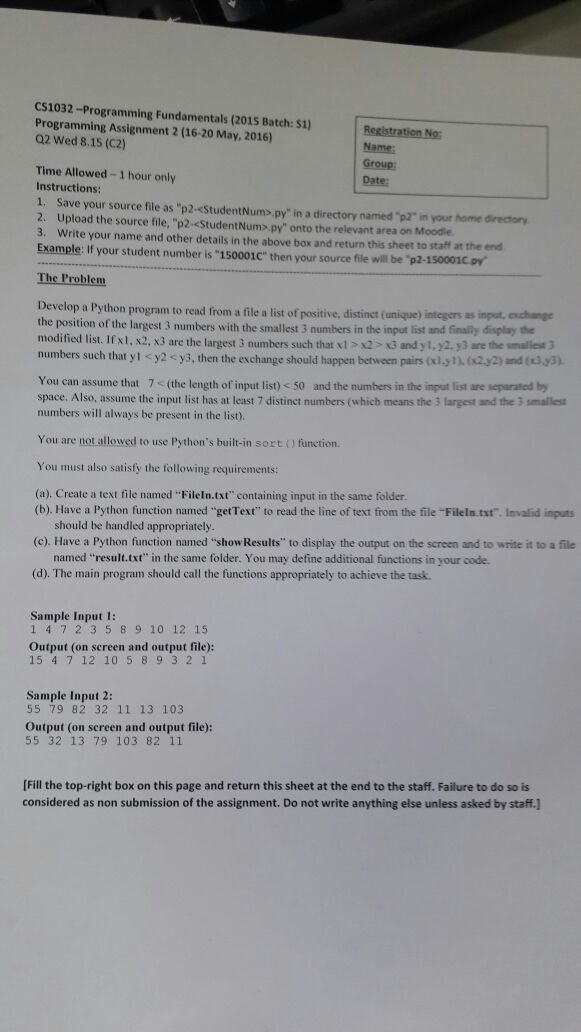 CS1032 –Programming Fundamentals (2015 Batch: S1)
Programming Assignment 2 (16-20 May, 2016)
Q2 Wed 8.15 (C2)
Registration No:
Name:
Group:
Date:
Time Allowed – 1 hour only
Instructions:
1. Save your source file as "p2-<StudentNum>.py" in a directory named "p2" in your home directory.
2. Upload the source file, "p2-<StudentNum>.py" onto the relevant area on Moodle.
3. Write your name and other details in the above box and return this sheet to staff at the end.
Example: If your student number is "150001C" then your source file will be "p2-150001C.py"
The Problem
Develop a Python program to read from a file a list of positive, distinct (unique) integers as input, exchange
the position of the largest 3 numbers with the smallest 3 numbers in the input list and finally display the
modified list. If x1, x2, x3 are the largest 3 numbers such that x1 > x2 > x3 and y1, y2, y3 are the smallest 3
numbers such that y1 < y2 < y3, then the exchange should happen between pairs (x1,y1), (x2,y2) and (x3,y3).
You can assume that 7 < (the length of input list) < 50 and the numbers in the input list are separated by
space. Also, assume the input list has at least 7 distinct numbers (which means the 3 largest and the 3 smallest
numbers will always be present in the list).
You are not allowed to use Python's built-in sort() function.
You must also satisfy the following requirements:
(a). Create a text file named "FileIn.txt" containing input in the same folder.
(b). Have a Python function named "getText" to read the line of text from the file "FileIn.txt". Invalid inputs
should be handled appropriately.
(c). Have a Python function named "showResults" to display the output on the screen and to write it to a file
named "result.txt" in the same folder. You may define additional functions in your code.
(d). The main program should call the functions appropriately to achieve the task.
Sample Input 1:
1 4 7 2 3 5 8 9 10 12 15
Output (on screen and output file):
15 4 7 12 10 5 8 9 3 2 1
Sample Input 2:
55 79 82 32 11 13 103
Output (on screen and output file):
55 32 13 79 103 82 11
[Fill the top-right box on this page and return this sheet at the end to the staff. Failure to do so is
considered as non submission of the assignment. Do not write anything else unless asked by staff.]